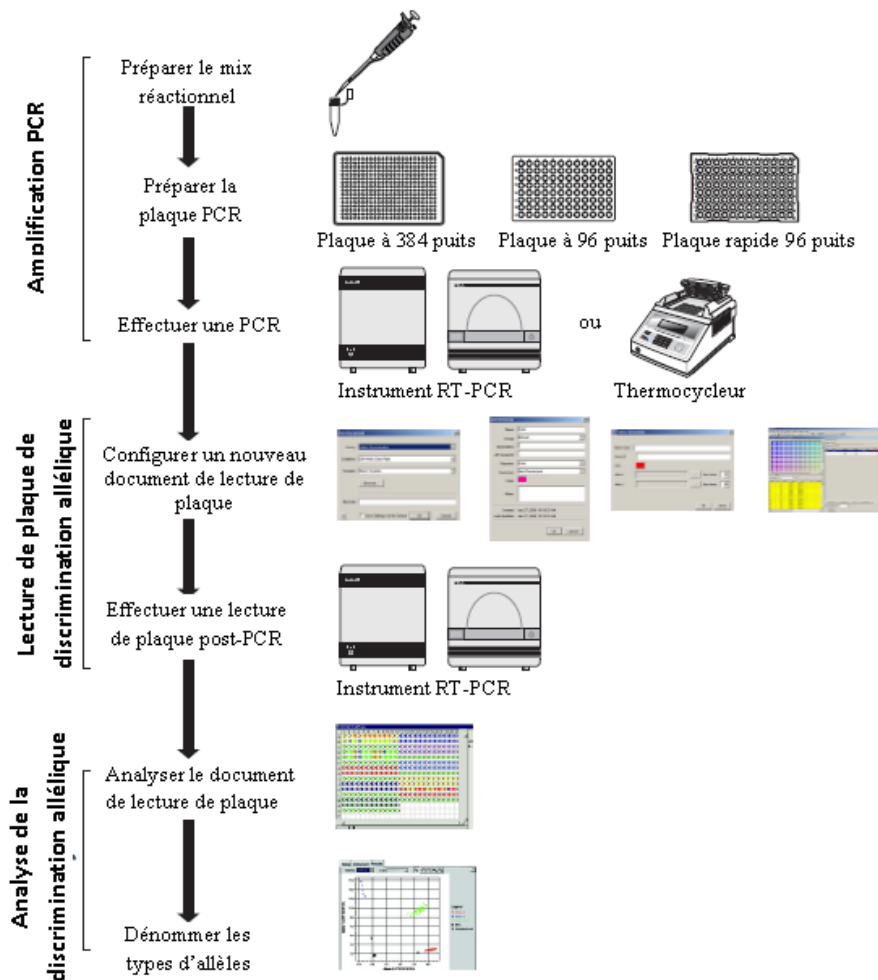 Amplification PCR
Préparer le mix
réactionnel
Préparer la
plaque PCR
Plaque à 384 puits
Plaque à 96 puits
Plaque rapide 96 puits
Effectuer une PCR
ou
Instrument RT-PCR
Thermocycleur
Lecture de plaque de
discrimination allélique
Configurer un nouveau
document de lecture de
plaque
Effectuer une lecture
de plaque post-PCR
Instrument RT-PCR
Analyse de la
discrimination allélique
Analyser le document
de lecture de plaque
Dénommer les
types d'allèles